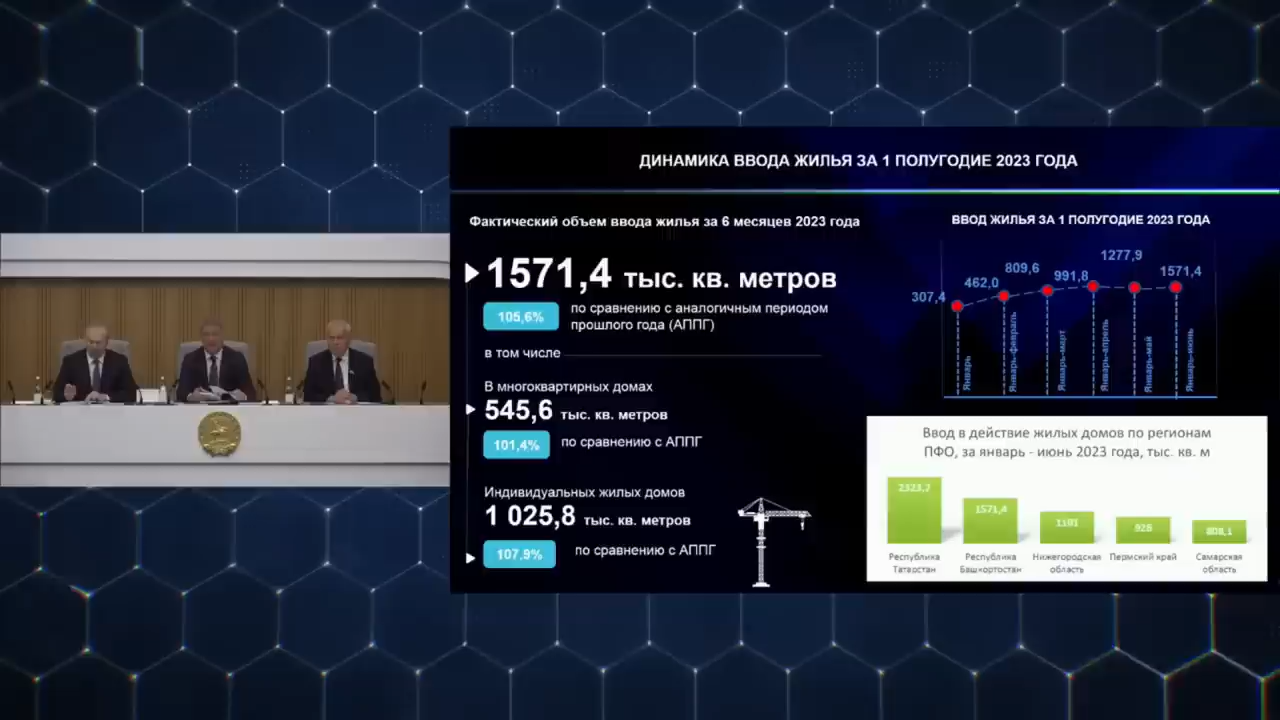 ДИНАМИКА ВВОДА ЖИЛЬЯ ЗА 1 ПОЛУГОДИЕ 2023 ГОДА
Фактический объем ввода жилья за 6 месяцев 2023 года
1571,4 тыс. кв. метров
105,6%
по сравнению с аналогичным периодом
прошлого года (АППГ)
в том числе
В многоквартирных домах
545,6 тыс. кв. метров
101,4%
по сравнению с АППГ
Индивидуальных жилых домов
1 025,8 тыс. кв. метров
107,9%
по сравнению с АППГ
ВВОД ЖИЛЬЯ ЗА 1 ПОЛУГОДИЕ 2023 ГОДА
307,4
462,0
809,6
991,8
1277,9
1571,4
Январь
Январь-февраль
Январь-март
Январь-апрель
Январь-май
Январь-июнь
Ввод в действие жилых домов по регионам
ПФО, за январь - июнь 2023 года, тыс. кв. м
2323,7
1571,4
1181
926
808,1
Республика
Татарстан
Республика
Башкортостан
Нижегородская
область
Пермский край
Самарская
область